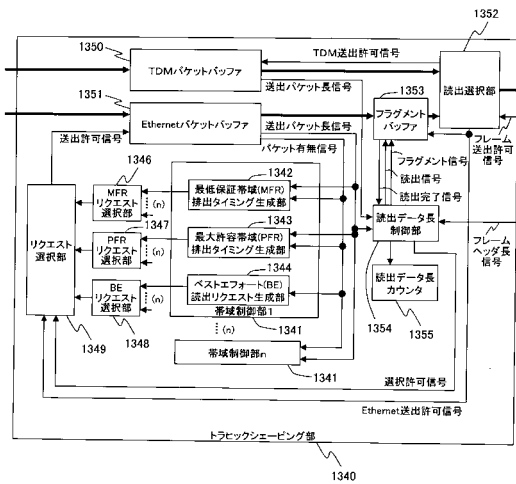 1352
1350
TDM送出許可信号
TDMパケットバッファ
読出選択部
1353
送出パケット長信号
1351
フラグメント
バッファ
Ethernetパケットバッファ
送出許可信号
送出パケット長信号
パケット有無信号
フレーム
送出許可
信号
フラグメント信号
読出信号
読出完了信号
1346
1342
MFR
リクエスト
選択部
(n)
最低保証帯域(MFR)
排出タイミング生成部
1347
1343
リクエスト
選択部
PFR
リクエスト
選択部
(n)
最大許容帯域(PFR)
排出タイミング生成部
読出データ長
制御部
フレーム
ヘッダ長
信号
1344
BE
リクエスト
選択部
(n)
ベストエフォート(BE)
読出リクエスト生成部
帯域制御部1
読出データ長
カウンタ
1354
1355
1349
1348
(n)
1341
帯域制御部n
1341
選択許可信号
Ethernet送出許可信号
トラヒックシェーピング部
1340